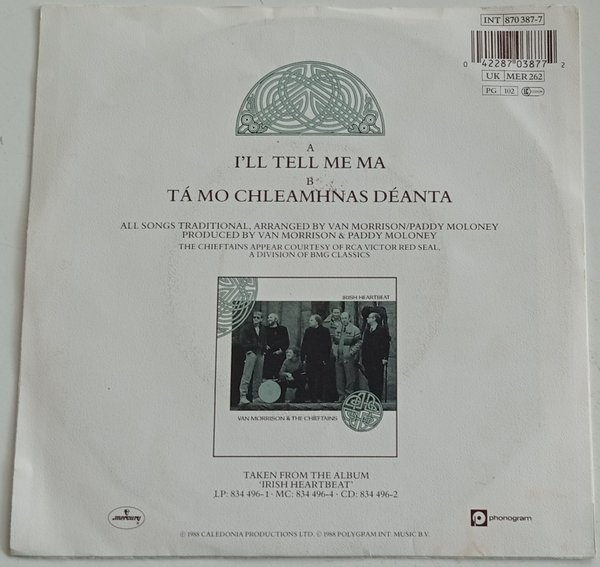 INT 870 387-7
0 42287 03877 2
UK MER 262
PG 102
A
I'LL TELL ME MA
B
TÁ MO CHLEAMHNAS DÉANTA
ALL SONGS TRADITIONAL, ARRANGED BY VAN MORRISON/PADDY MOLONEY
PRODUCED BY VAN MORRISON & PADDY MOLONEY
THE CHIEFTAINS APPEAR COURTESY OF RCA VICTOR RED SEAL,
A DIVISION OF BMG CLASSICS
IRISH HEARTBEAT
VAN MORRISON & THE CHIEFTAINS
TAKEN FROM THE ALBUM
'IRISH HEARTBEAT'
LP: 834 496-1 · MC: 834 496-4 · CD: 834 496-2
mercury
phonogram
℗ 1988 CALEDONIA PRODUCTIONS LTD. © 1988 POLYGRAM INT. MUSIC B.V.